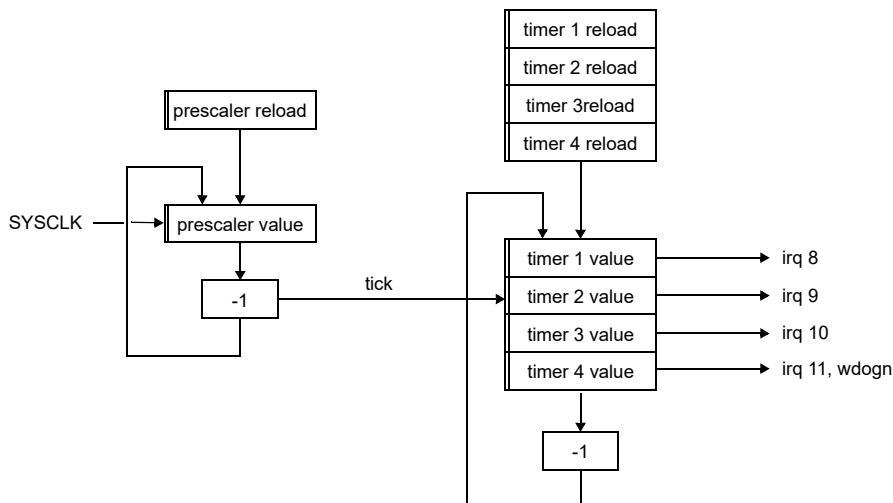 timer 1 reload
timer 2 reload
timer 3reload
timer 4 reload
prescaler reload
SYSCLK
prescaler value
-1
tick
timer 1 value
timer 2 value
timer 3 value
timer 4 value
irq 8
irq 9
irq 10
irq 11, wdogn
-1